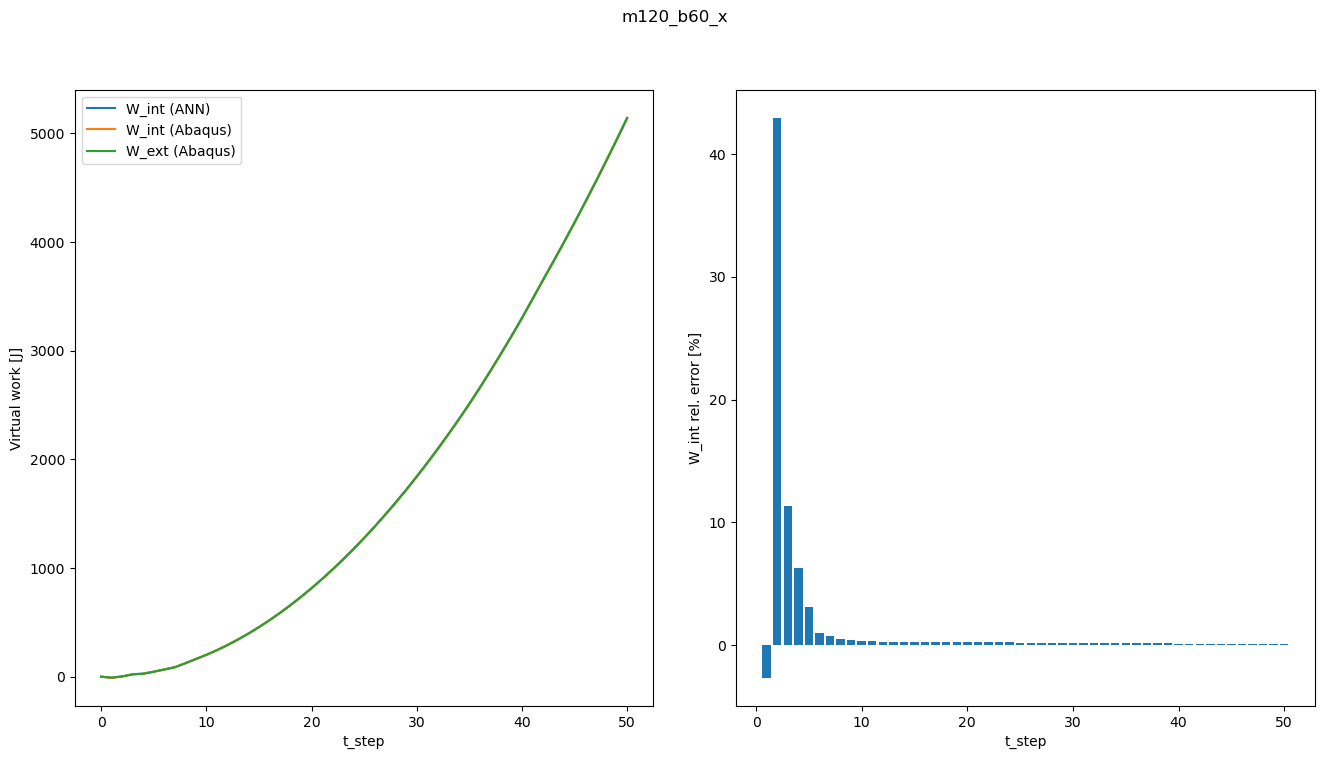 m120_b60_x
W_int (ANN)
W_int (Abaqus)
W_ext (Abaqus)
Virtual work [J]
5000
4000
3000
2000
1000
0
0 10 20 30 40 50
t_step
W_int rel. error [%]
40
30
20
10
0
0 10 20 30 40 50
t_step